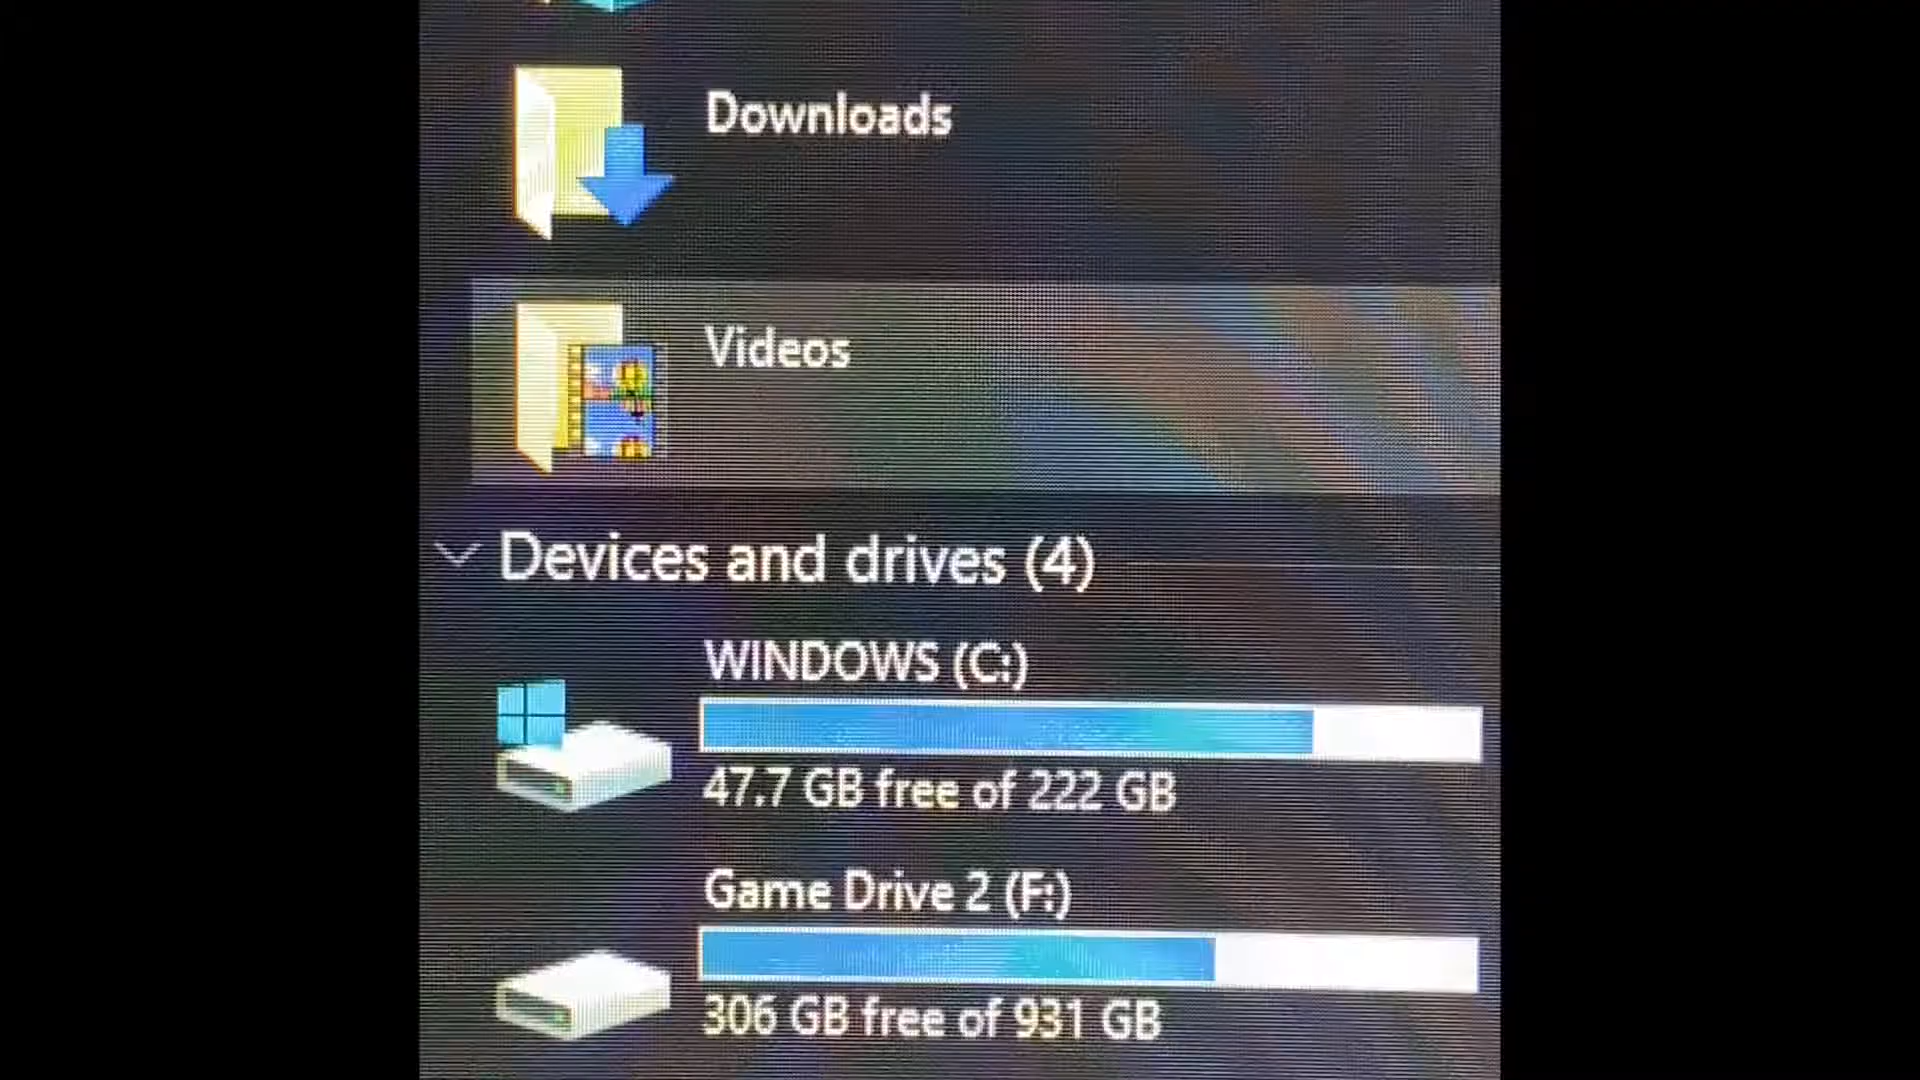 Downloads
Videos
Devices and drives (4)
WINDOWS (C:)
47.7 GB free of 222 GB
Game Drive 2 (F:)
306 GB free of 931 GB